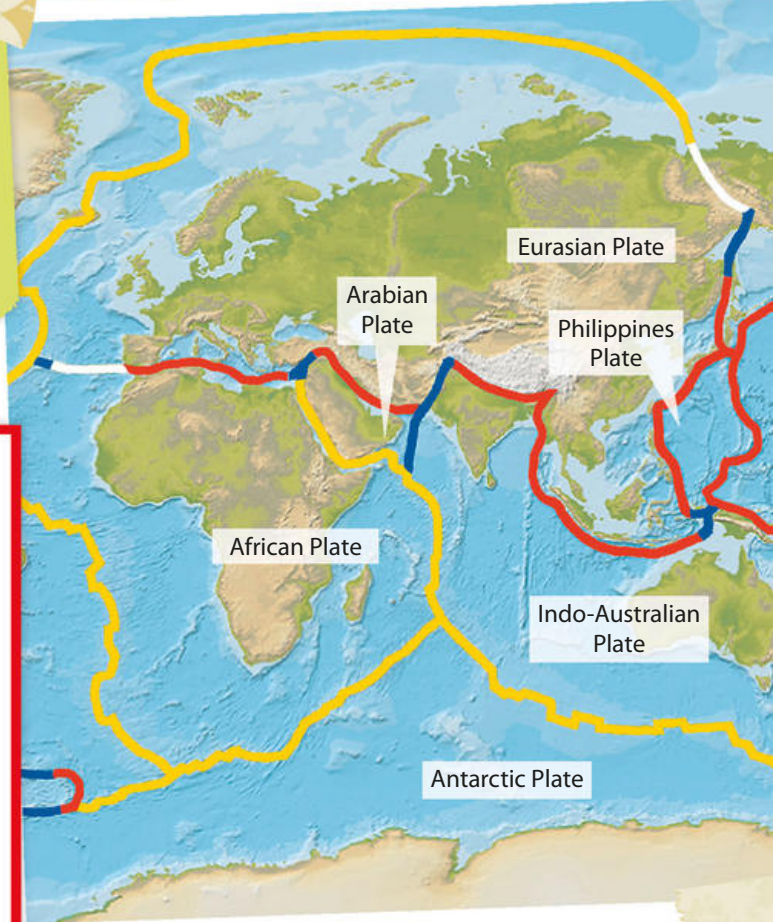 Eurasian Plate
Arabian
Plate
Philippines
Plate
African Plate
Indo-Australian
Plate
Antarctic Plate